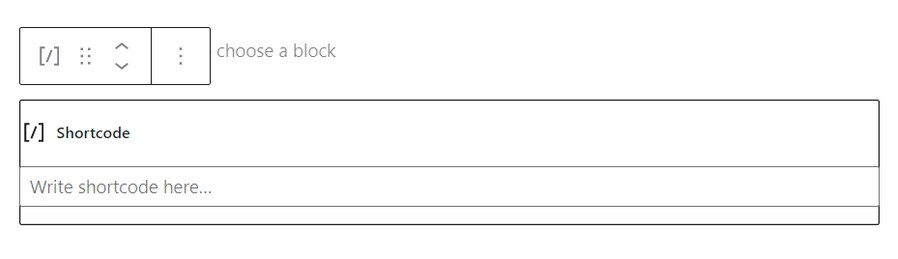 [/] choose a block
[/] Shortcode
Write shortcode here...